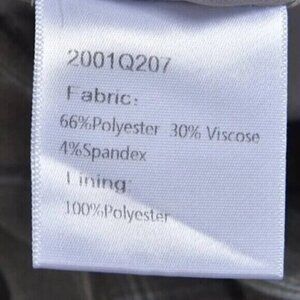 2001Q207
Fabric:
66%Polyester 30% Viscose
4%Spandex
Lining:
100%Polyester